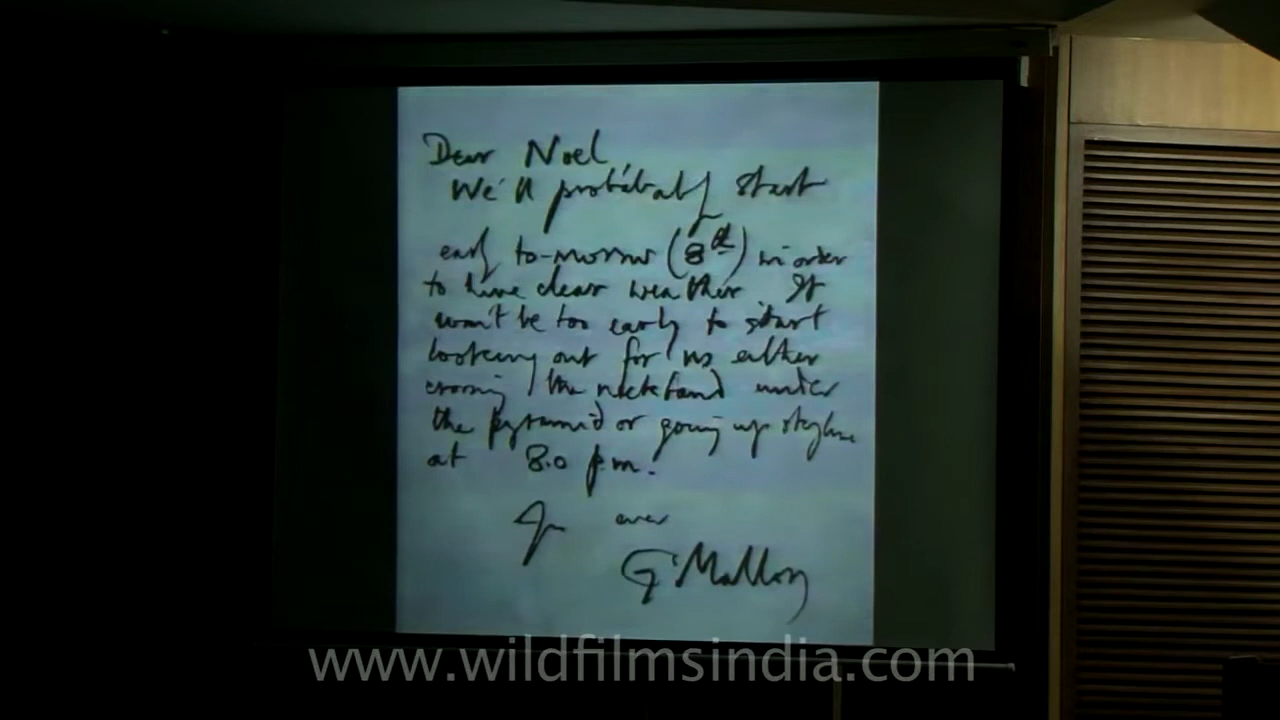 Dear Noel,
We'll probably start
early to-morrow (8th) in order
to have clear weather. It
won't be too early to start
looking out for us either
crossing the rockband under
the pyramid or going up skyline
at 8.0 p.m.
Yrs ever
G Mallory
www.wildfilmsindia.com